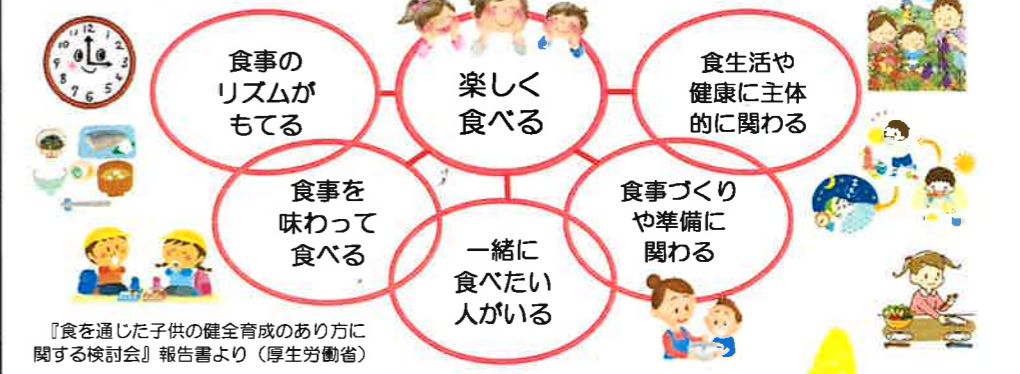 食事の
リズムが
もてる
楽しく
食べる
食生活や
健康に主体
的に関わる
食事を
味わって
食べる
一緒に
食べたい
人がいる
食事づくり
や準備に
関わる
『食を通じた子供の健全育成のあり方に
関する検討会』報告書より（厚生労働省）